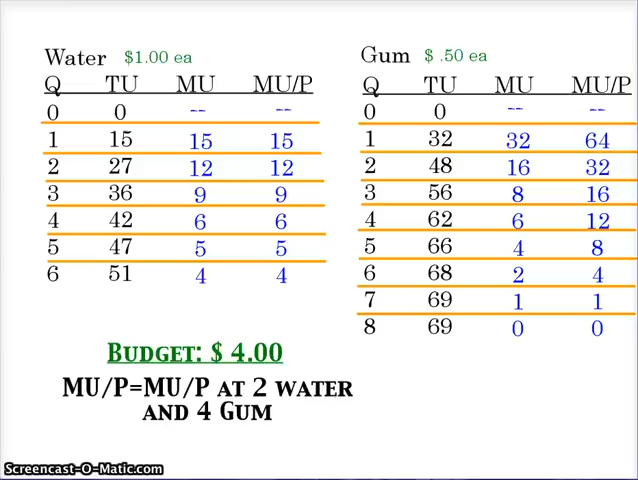 Water $1.00 ea
Q TU MU MU/P
0 0 -- --
1 15 15 15
2 27 12 12
3 36 9 9
4 42 6 6
5 47 5 5
6 51 4 4
Gum $ .50 ea
Q TU MU MU/P
0 0 -- --
1 32 32 64
2 48 16 32
3 56 8 16
4 62 6 12
5 66 4 8
6 68 2 4
7 69 1 1
8 69 0 0
Budget: $ 4.00
MU/P=MU/P at 2 water
and 4 Gum
Screencast-O-Matic.com